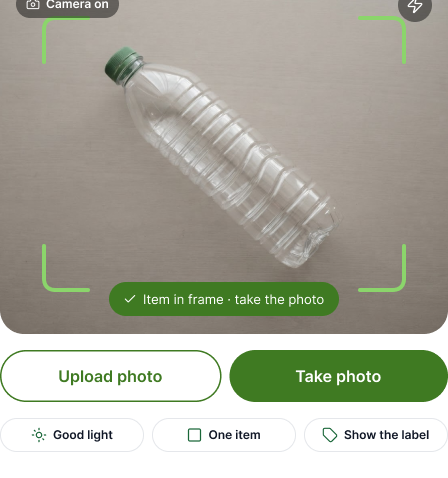 Camera on
Item in frame · take the photo
Upload photo
Take photo
Good light
One item
Show the label